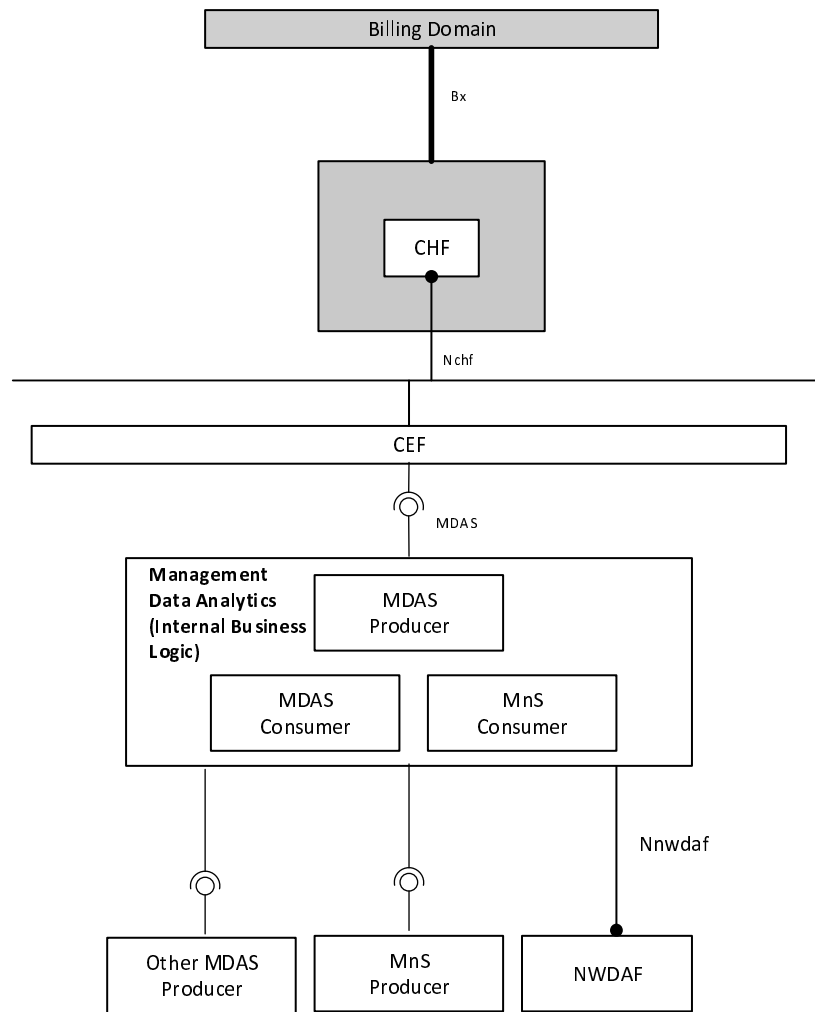 Billing Domain
Bx
CHF
Nchf
CEF
MDAS
Management
Data Analytics
(Internal Business
Logic)
MDAS
Producer
MDAS
Consumer
MnS
Consumer
Nnwdaf
Other MDAS
Producer
MnS
Producer
NWDAF